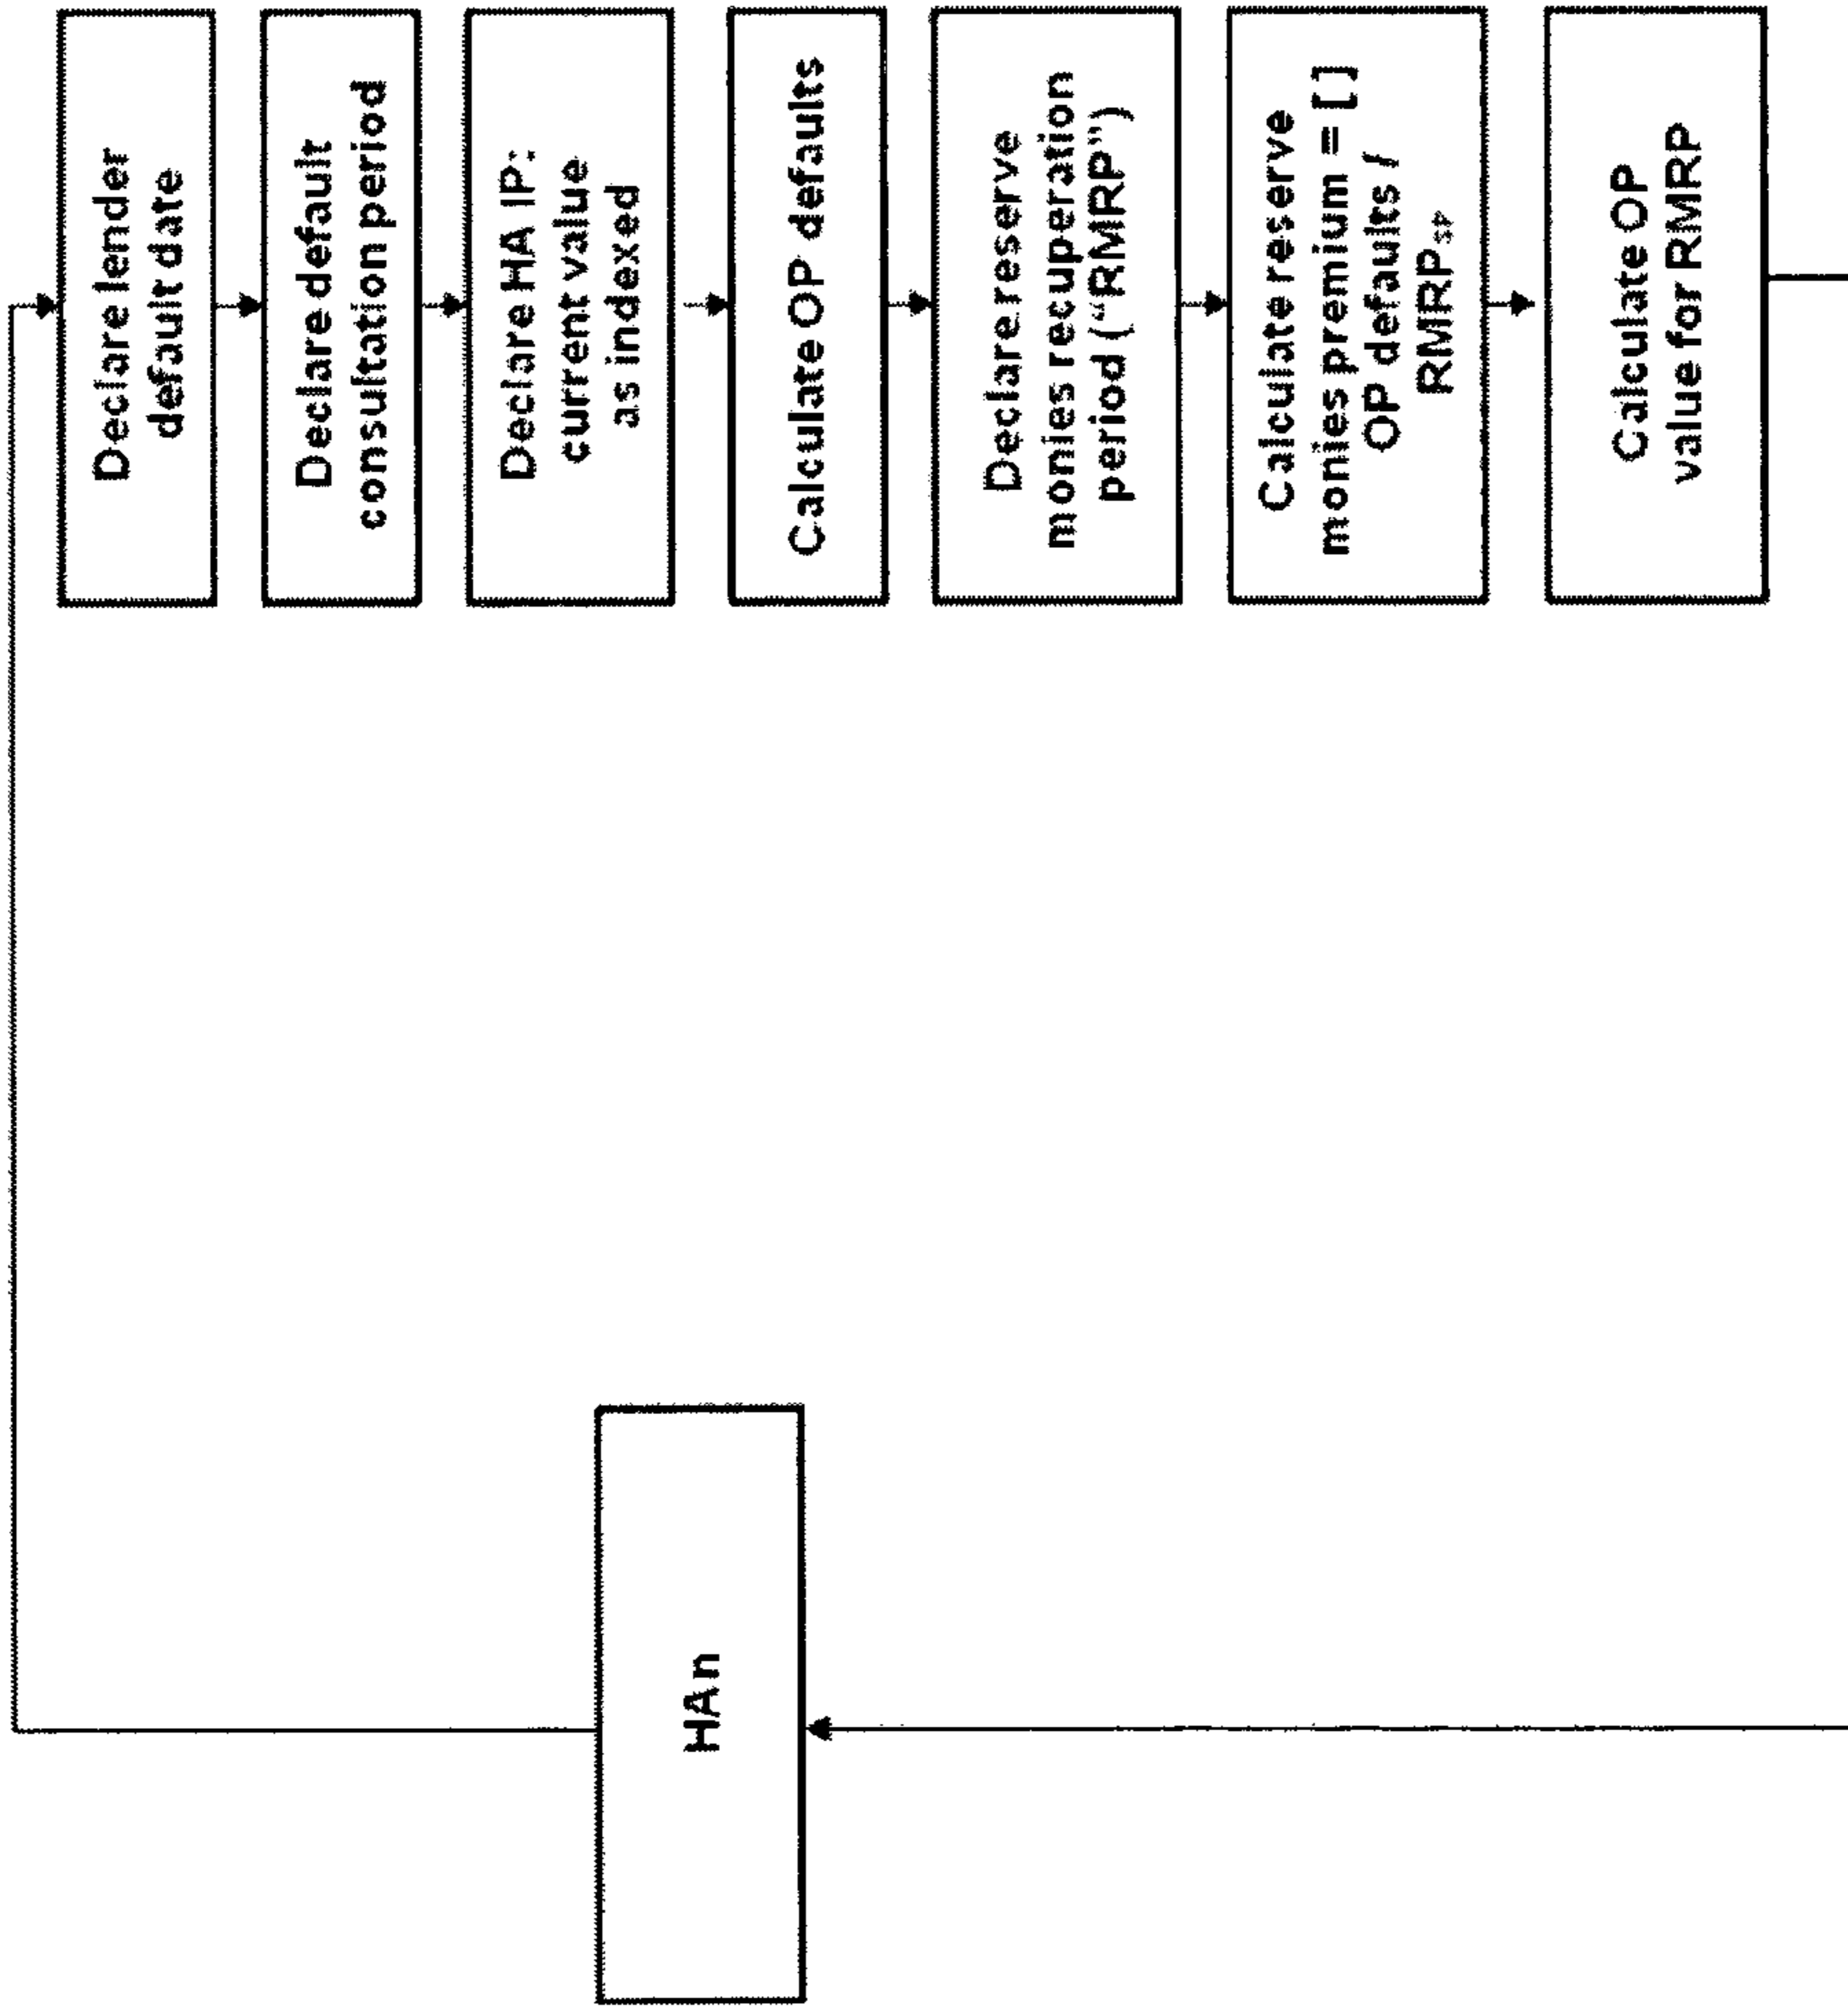 Declare lender
default date
Declare default
consultation period
Declare HA IP:
current value
as indexed
Calculate OP defaults
Declare reserve
monies recuperation
period ("RMRP")
Calculate reserve
monies premium = [ ]
OP defaults /
RMRP
Calculate OP
value for RMRP
HAn